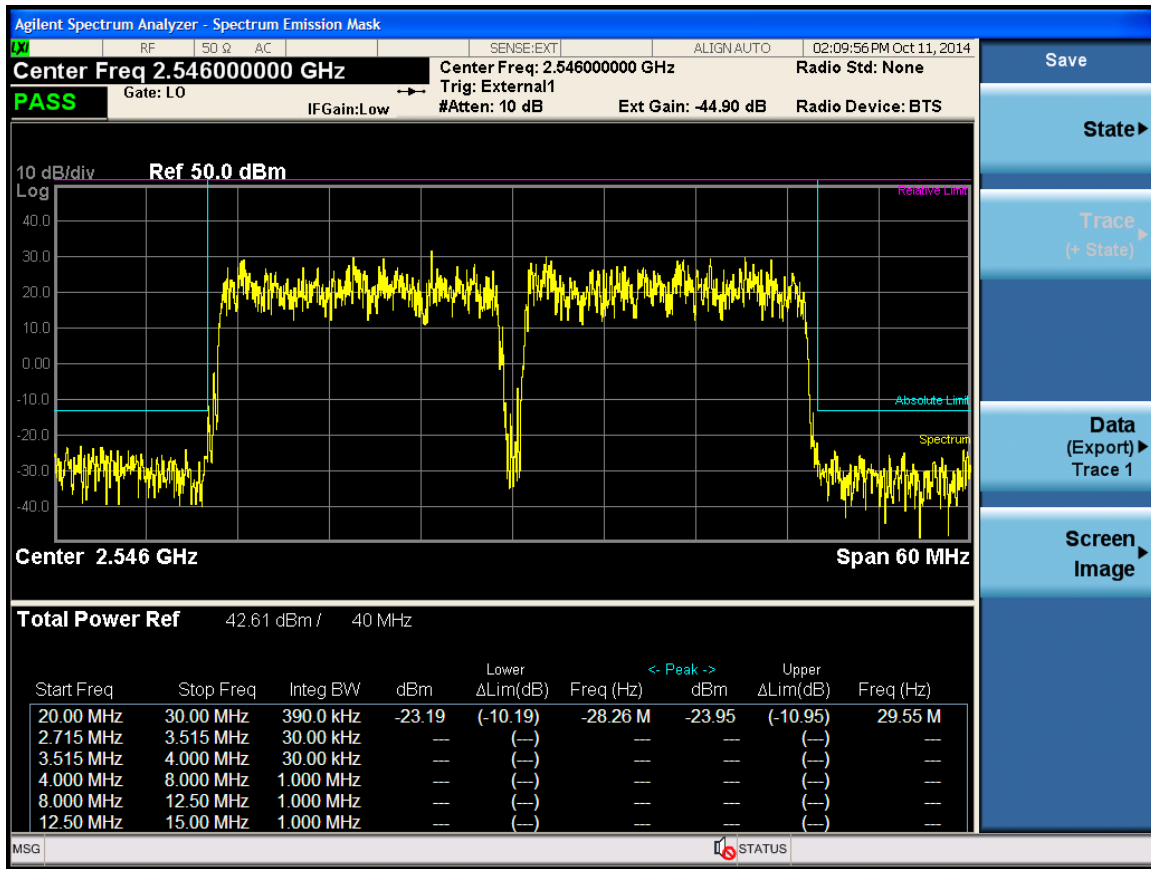 Agilent Spectrum Analyzer - Spectrum Emission Mask
LXI RF 50 Ω AC SENSE:EXT ALIGN AUTO 02:09:56 PM Oct 11, 2014
Center Freq 2.546000000 GHz Center Freq: 2.546000000 GHz Radio Std: None
PASS Gate: LO Trig: External1
IFGain:Low #Atten: 10 dB Ext Gain: -44.90 dB Radio Device: BTS
10 dB/div Ref 50.0 dBm
Log
Relative Limit
40.0
30.0
20.0
10.0
0.00
-10.0
Absolute Limit
-20.0
Spectrum
-30.0
-40.0
Center 2.546 GHz Span 60 MHz
Total Power Ref 42.61 dBm / 40 MHz
Lower <- Peak -> Upper
Start Freq Stop Freq Integ BW dBm ΔLim(dB) Freq (Hz) dBm ΔLim(dB) Freq (Hz)
20.00 MHz 30.00 MHz 390.0 kHz -23.19 (-10.19) -28.26 M -23.95 (-10.95) 29.55 M
2.715 MHz 3.515 MHz 30.00 kHz --- (---) --- --- (---) ---
3.515 MHz 4.000 MHz 30.00 kHz --- (---) --- --- (---) ---
4.000 MHz 8.000 MHz 1.000 MHz --- (---) --- --- (---) ---
8.000 MHz 12.50 MHz 1.000 MHz --- (---) --- --- (---) ---
12.50 MHz 15.00 MHz 1.000 MHz --- (---) --- --- (---) ---
MSG STATUS
Save
State
Trace
(+ State)
Data
(Export)
Trace 1
Screen
Image